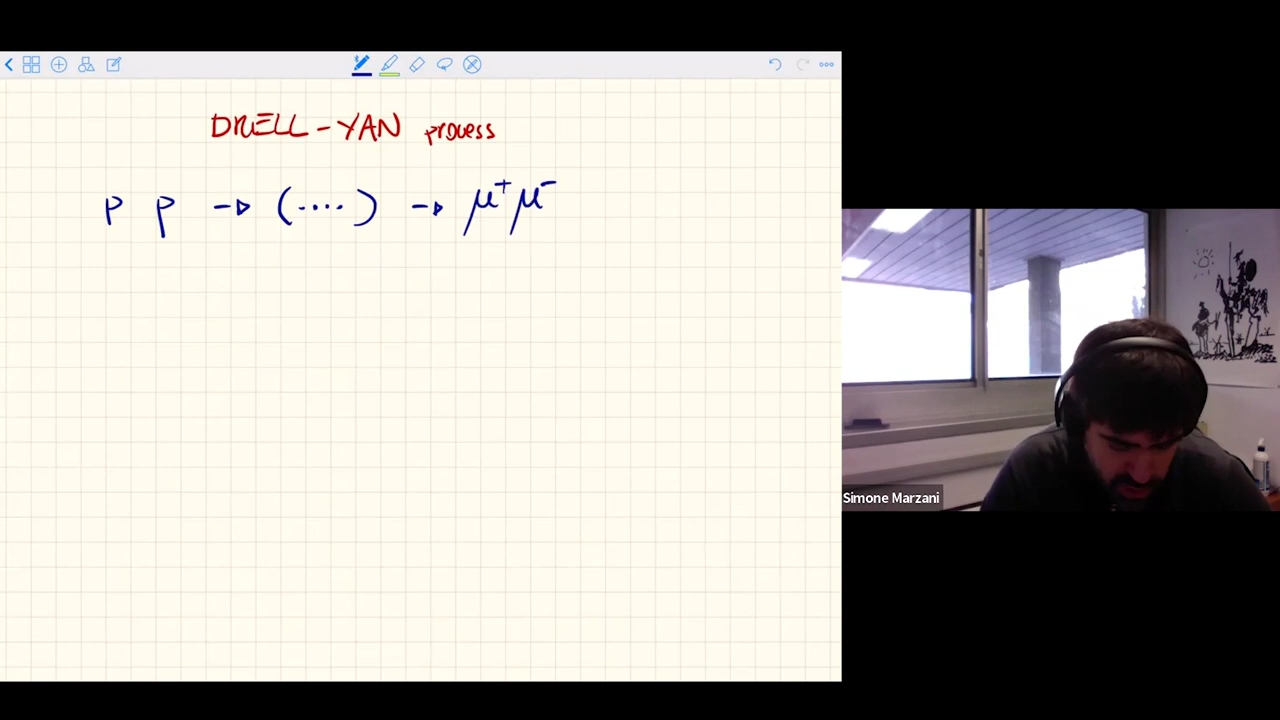 DRELL-YAN process
p p → (····) → μ⁺μ⁻
Simone Marzani